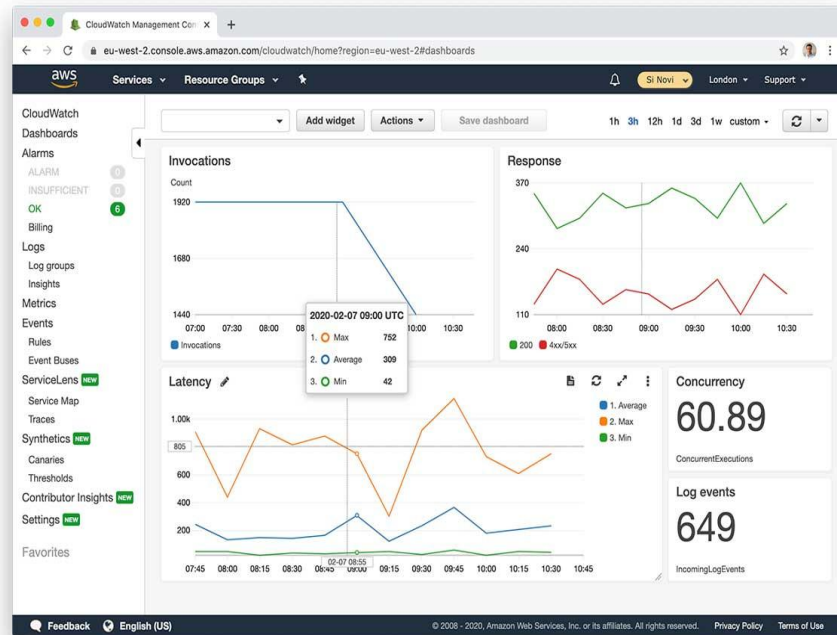 CloudWatch Management Con
eu-west-2.console.aws.amazon.com/cloudwatch/home?region=eu-west-2#dashboards
aws Services Resource Groups Si Novi London Support
CloudWatch
Dashboards
Alarms
ALARM 0
INSUFFICIENT 0
OK 6
Billing
Logs
Log groups
Insights
Metrics
Events
Rules
Event Buses
ServiceLens NEW
Service Map
Traces
Synthetics NEW
Canaries
Thresholds
Contributor Insights NEW
Settings NEW
Favorites
Add widget Actions Save dashboard 1h 3h 12h 1d 3d 1w custom
Invocations
Count
1920
1680
1440
07:00 07:30 08:00 08 10:00 10:30
Invocations
Response
370
240
110
08:00 08:30 09:00 09:30 10:00 10:30
200 4xx/5xx
2020-02-07 09:00 UTC
1. Max 752
2. Average 309
3. Min 42
Latency
1. Average
2. Max
3. Min
1.00k
805
600
400
200
02-07 08:55
07:45 08:00 08:15 08:30 08:45 09:00 09:15 09:30 09:45 10:00 10:15 10:30 10:45
Concurrency
60.89
ConcurrentExecutions
Log events
649
IncomingLogEvents
Feedback English (US) © 2008 - 2020, Amazon Web Services, Inc. or its affiliates. All rights reserved. Privacy Policy Terms of Use